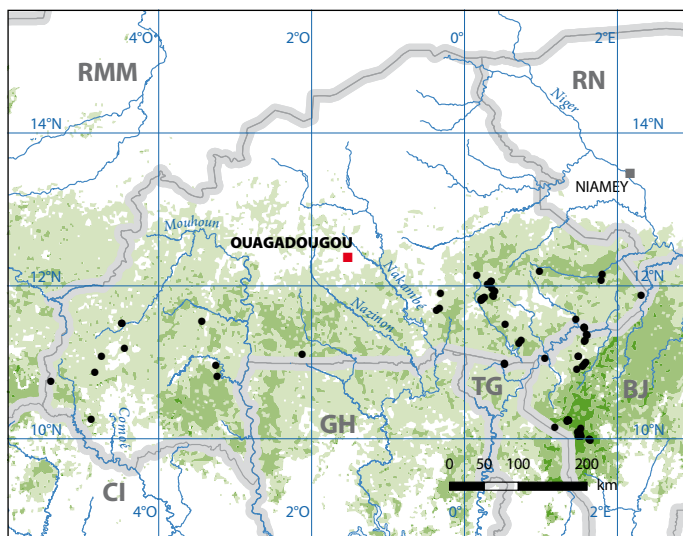 4°O 2°O 0° 2°E
RMM
RN
Niger
14°N 14°N
NIAMEY
Mouhoun
OUAGADOUGOU
Nakambé
12°N 12°N
Nazinon
TG
BJ
GH
Comoé
10°N 10°N
0 50 100 200
km
CI
4°O 2°O 0° 2°E